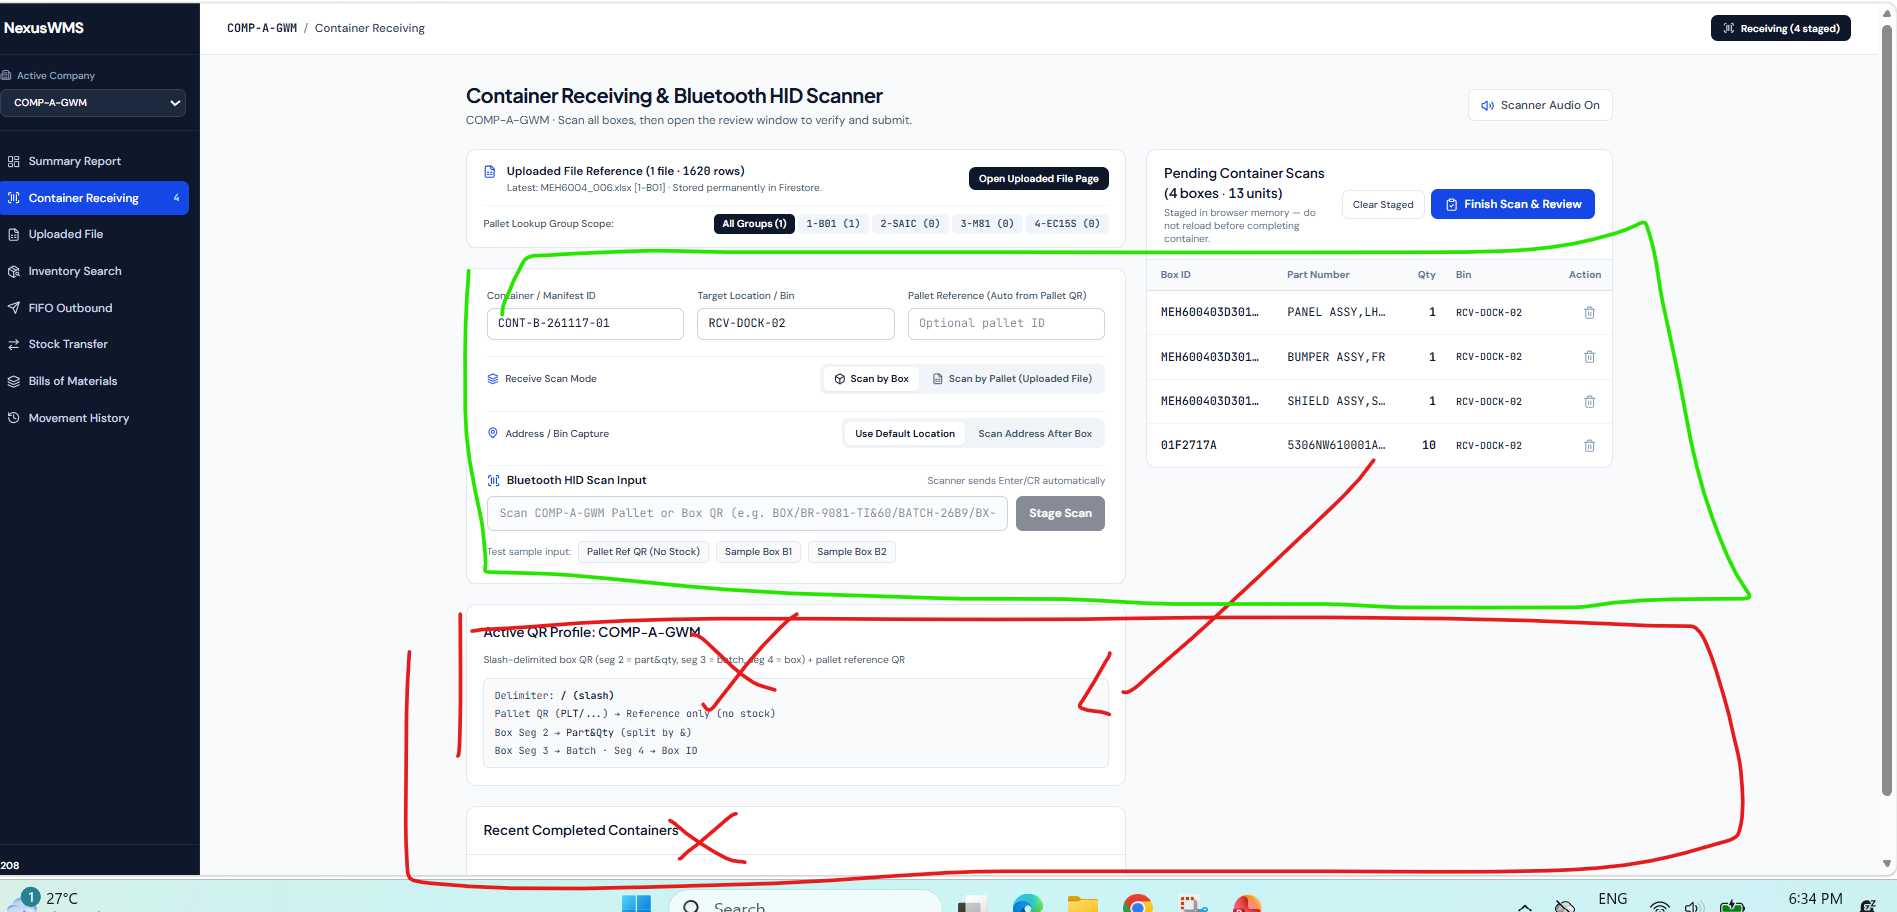 NexusWMS
Active Company
COMP-A-GWM
Summary Report
Container Receiving 4
Uploaded File
Inventory Search
FIFO Outbound
Stock Transfer
Bills of Materials
Movement History
208
COMP-A-GWM / Container Receiving
Receiving (4 staged)
Container Receiving & Bluetooth HID Scanner
COMP-A-GWM · Scan all boxes, then open the review window to verify and submit.
Scanner Audio On
Uploaded File Reference (1 file · 1620 rows)
Latest: MEH6004_006.xlsx [1-B01] · Stored permanently in Firestore.
Open Uploaded File Page
Pallet Lookup Group Scope:
All Groups (1) 1-B01 (1) 2-SAIC (0) 3-M81 (0) 4-EC15S (0)
Container / Manifest ID
CONT-B-261117-01
Target Location / Bin
RCV-DOCK-02
Pallet Reference (Auto from Pallet QR)
Optional pallet ID
Receive Scan Mode
Scan by Box
Scan by Pallet (Uploaded File)
Address / Bin Capture
Use Default Location
Scan Address After Box
Bluetooth HID Scan Input
Scanner sends Enter/CR automatically
Scan COMP-A-GWM Pallet or Box QR (e.g. BOX/BR-9081-TI&60/BATCH-26B9/BX-
Stage Scan
Test sample input: Pallet Ref QR (No Stock) Sample Box B1 Sample Box B2
Active QR Profile: COMP-A-GWM
Slash-delimited box QR (seg 2 = part&qty, seg 3 = batch, seg 4 = box) + pallet reference QR
Delimiter: / (slash)
Pallet QR (PLT/...) → Reference only (no stock)
Box Seg 2 → Part&Qty (split by &)
Box Seg 3 → Batch · Seg 4 → Box ID
Recent Completed Containers
Pending Container Scans
(4 boxes · 13 units)
Staged in browser memory — do
not reload before completing
container.
Clear Staged
Finish Scan & Review
Box ID Part Number Qty Bin Action
MEH600403D301… PANEL ASSY,LH… 1 RCV-DOCK-02
MEH600403D301… BUMPER ASSY,FR 1 RCV-DOCK-02
MEH600403D301… SHIELD ASSY,S… 1 RCV-DOCK-02
01F2717A 5306NW610001A… 10 RCV-DOCK-02
1
27°C
Search
ENG
6:34 PM